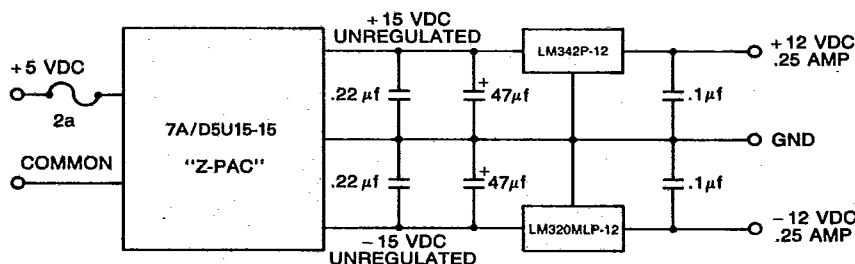 +15 VDC
UNREGULATED
+5 VDC
2a
COMMON
7A/D5U15-15
"Z-PAC"
.22 µf
+
47µf
LM342P-12
.1µf
+12 VDC
.25 AMP
GND
.22 µf
+
47µf
LM320MLP-12
.1µf
−12 VDC
.25 AMP
−15 VDC
UNREGULATED